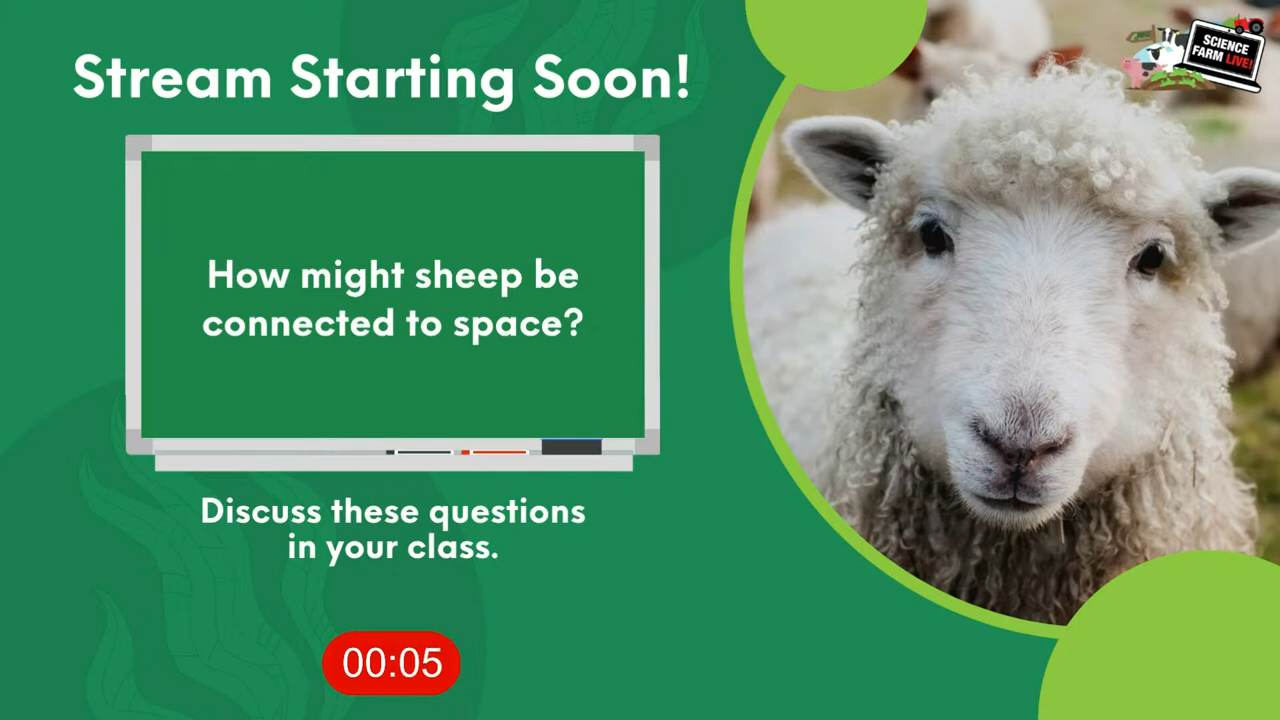 Stream Starting Soon!
SCIENCE
FARM LIVE!
How might sheep be
connected to space?
Discuss these questions
in your class.
00:05